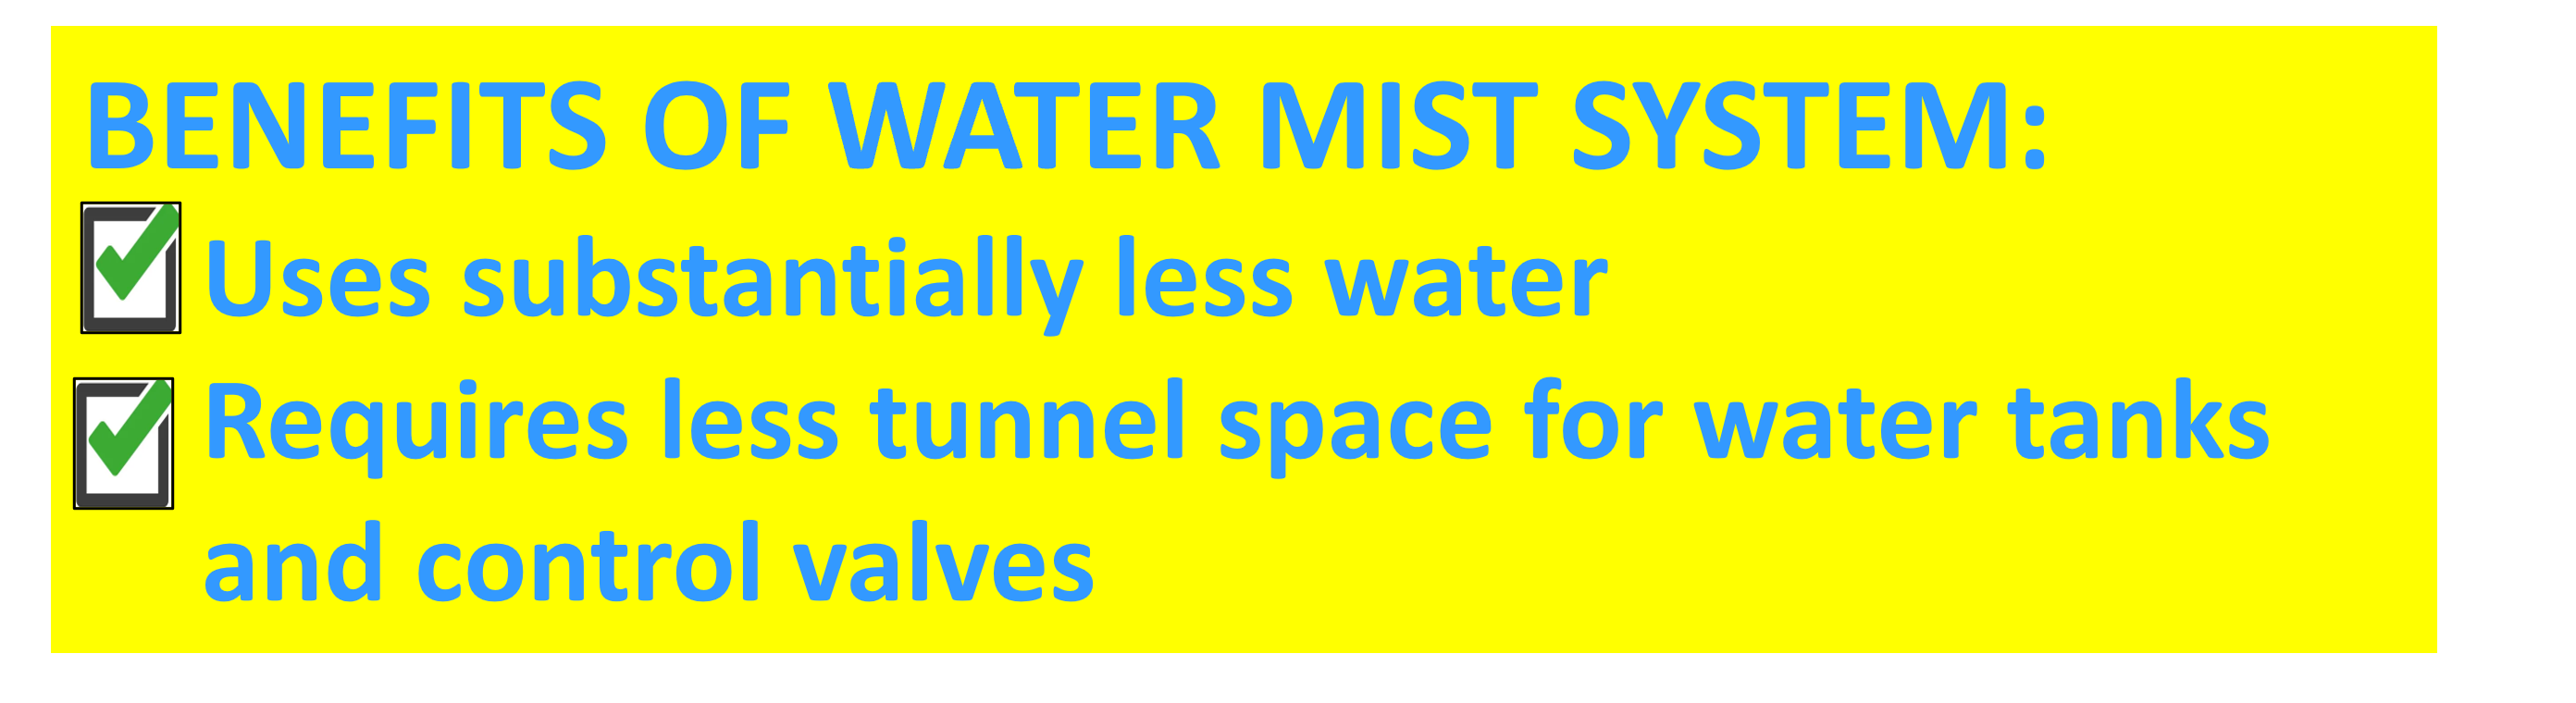 BENEFITS OF WATER MIST SYSTEM:
Uses substantially less water
Requires less tunnel space for water tanks
and control valves